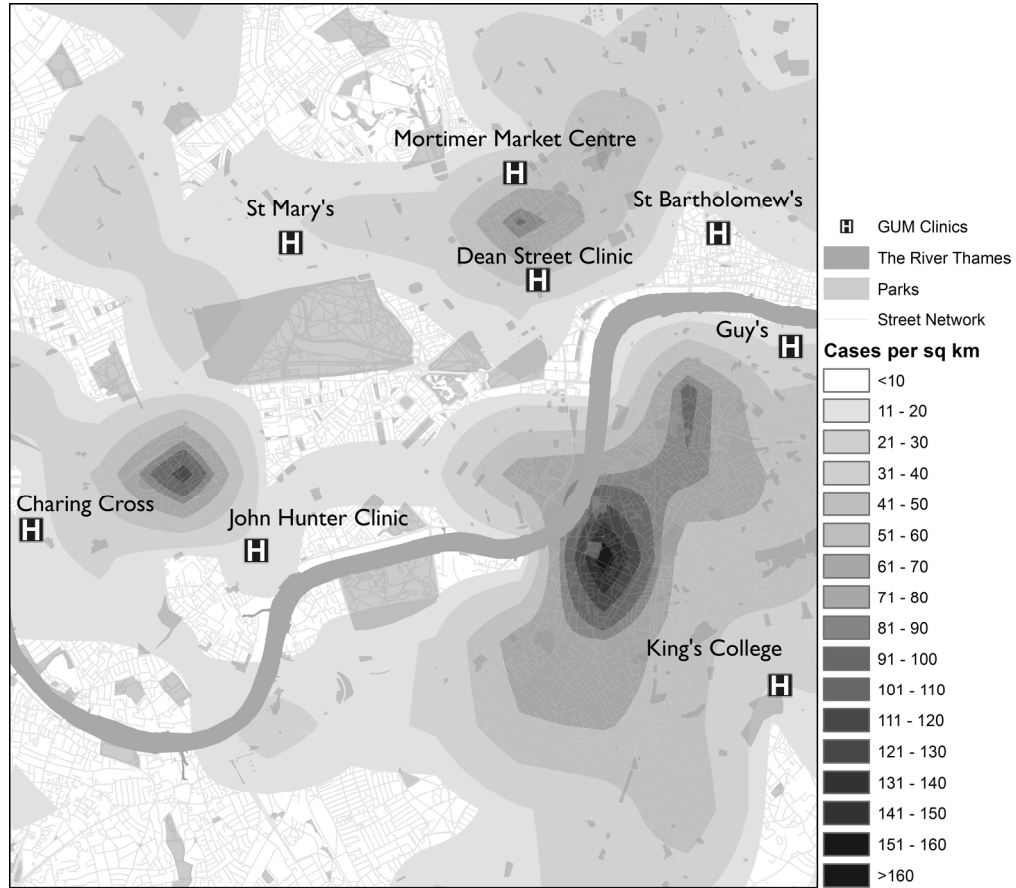 Mortimer Market Centre
H
St Bartholomew's
H
St Mary's
H
Dean Street Clinic
H
Guy's
H
Charing Cross
H
John Hunter Clinic
H
King's College
H
H GUM Clinics
The River Thames
Parks
Street Network
Cases per sq km
<10
11 - 20
21 - 30
31 - 40
41 - 50
51 - 60
61 - 70
71 - 80
81 - 90
91 - 100
101 - 110
111 - 120
121 - 130
131 - 140
141 - 150
151 - 160
>160